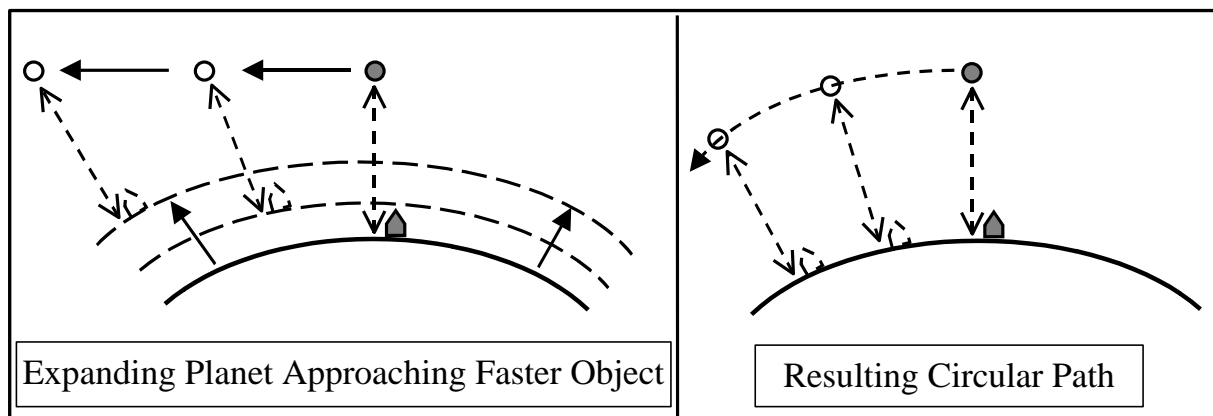 Expanding Planet Approaching Faster Object
Resulting Circular Path